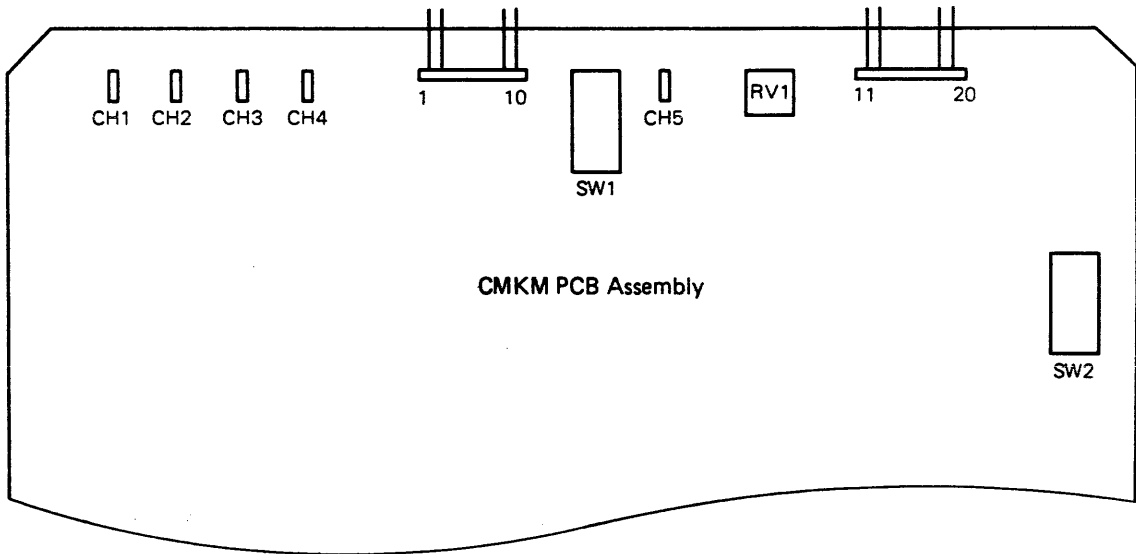 RV1
1 10 11 20
CH1 CH2 CH3 CH4 CH5
SW1
CMKM PCB Assembly
SW2